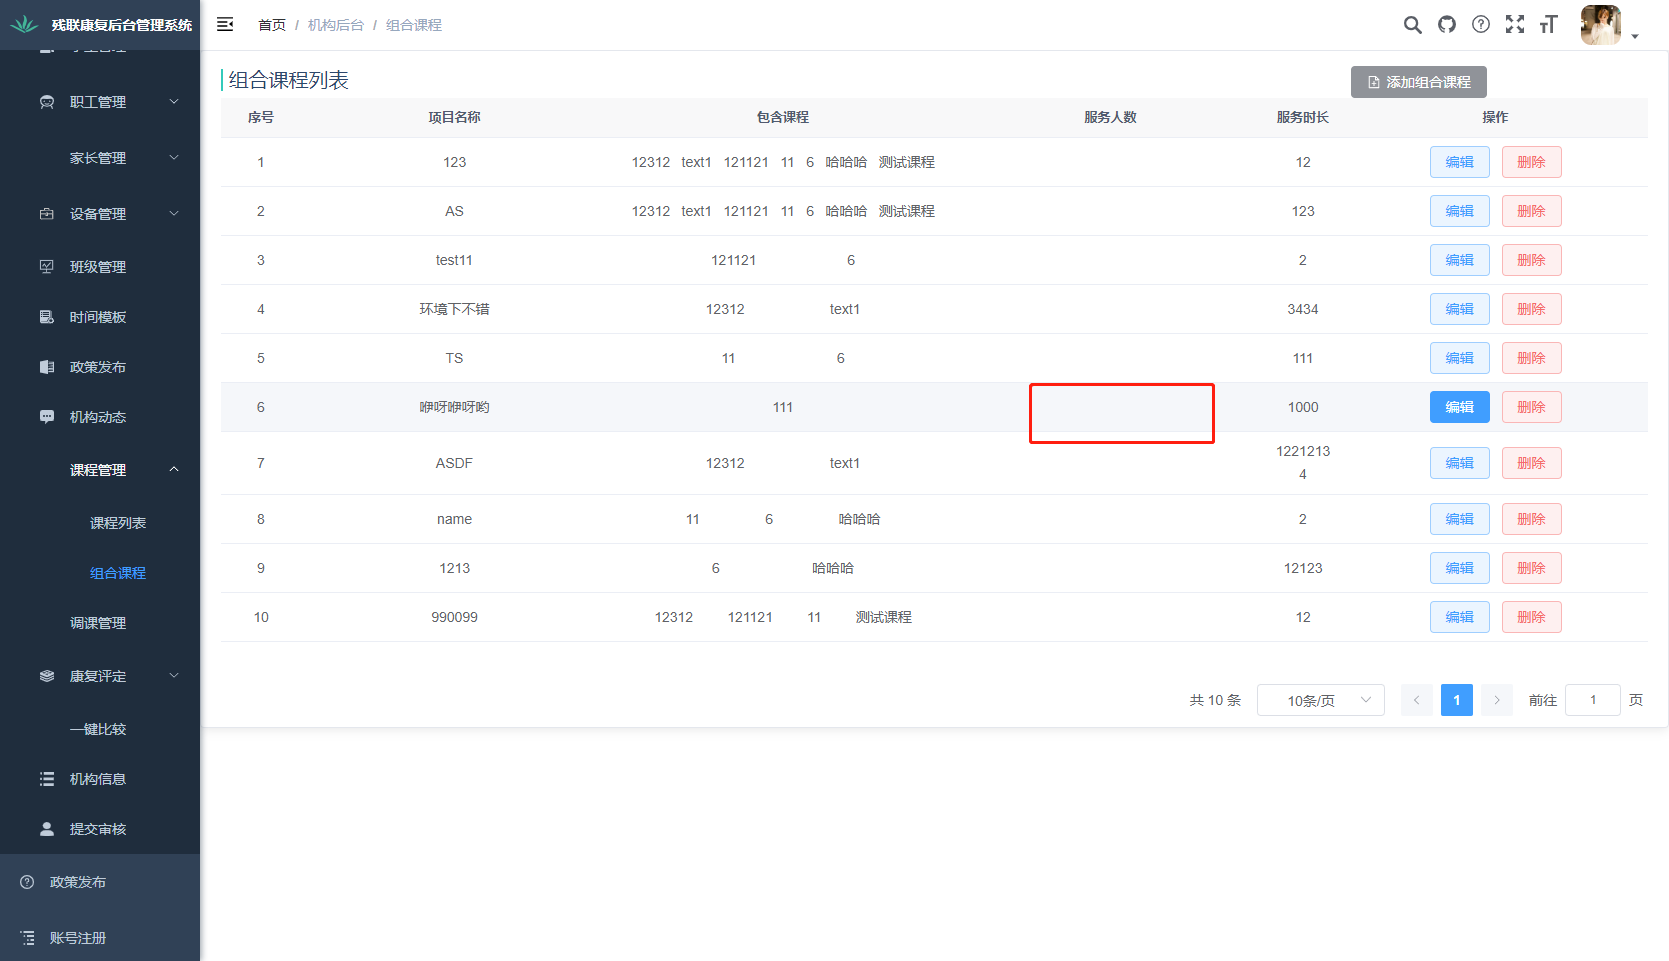 残联康复后台管理系统
首页 / 机构后台 / 组合课程
职工管理
家长管理
设备管理
班级管理
时间模板
政策发布
机构动态
课程管理
课程列表
组合课程
调课管理
康复评定
一键比较
机构信息
提交审核
政策发布
账号注册
组合课程列表
添加组合课程
序号 项目名称 包含课程 服务人数 服务时长 操作
1 123 12312 text1 121121 11 6 哈哈哈 测试课程 12 编辑 删除
2 AS 12312 text1 121121 11 6 哈哈哈 测试课程 123 编辑 删除
3 test11 121121 6 2 编辑 删除
4 环境下不错 12312 text1 3434 编辑 删除
5 TS 11 6 111 编辑 删除
6 咿呀咿呀哟 111 1000 编辑 删除
7 ASDF 12312 text1 1221213 编辑 删除
4
8 name 11 6 哈哈哈 2 编辑 删除
9 1213 6 哈哈哈 12123 编辑 删除
10 990099 12312 121121 11 测试课程 12 编辑 删除
共 10 条 10条/页 1 前往 1 页